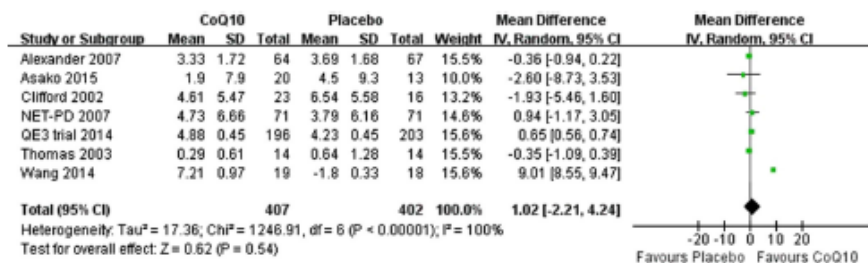 CoQ10 Placebo Mean Difference Mean Difference
Study or Subgroup Mean SD Total Mean SD Total Weight IV, Random, 95% CI IV, Random, 95% CI
Alexander 2007 3.33 1.72 64 3.69 1.68 67 15.5% -0.36 [-0.94, 0.22]
Asako 2015 1.9 7.9 20 4.5 9.3 13 10.0% -2.60 [-8.73, 3.53]
Clifford 2002 4.61 5.47 23 6.54 5.58 16 13.2% -1.93 [-5.46, 1.60]
NET-PD 2007 4.73 6.66 71 3.79 6.16 71 14.8% 0.94 [-1.17, 3.05]
QE3 trial 2014 4.88 0.45 196 4.23 0.45 203 15.6% 0.65 [0.56, 0.74]
Thomas 2003 0.29 0.61 14 0.64 1.28 14 15.5% -0.35 [-1.09, 0.39]
Wang 2014 7.21 0.97 19 -1.8 0.33 18 15.6% 9.01 [8.55, 9.47]
Total (95% CI) 407 402 100.0% 1.02 [-2.21, 4.24]
Heterogeneity: Tau² = 17.36; Chi² = 1246.91, df = 6 (P < 0.00001); I² = 100%
Test for overall effect: Z = 0.62 (P = 0.54)
-20 -10 0 10 20
Favours Placebo Favours CoQ10